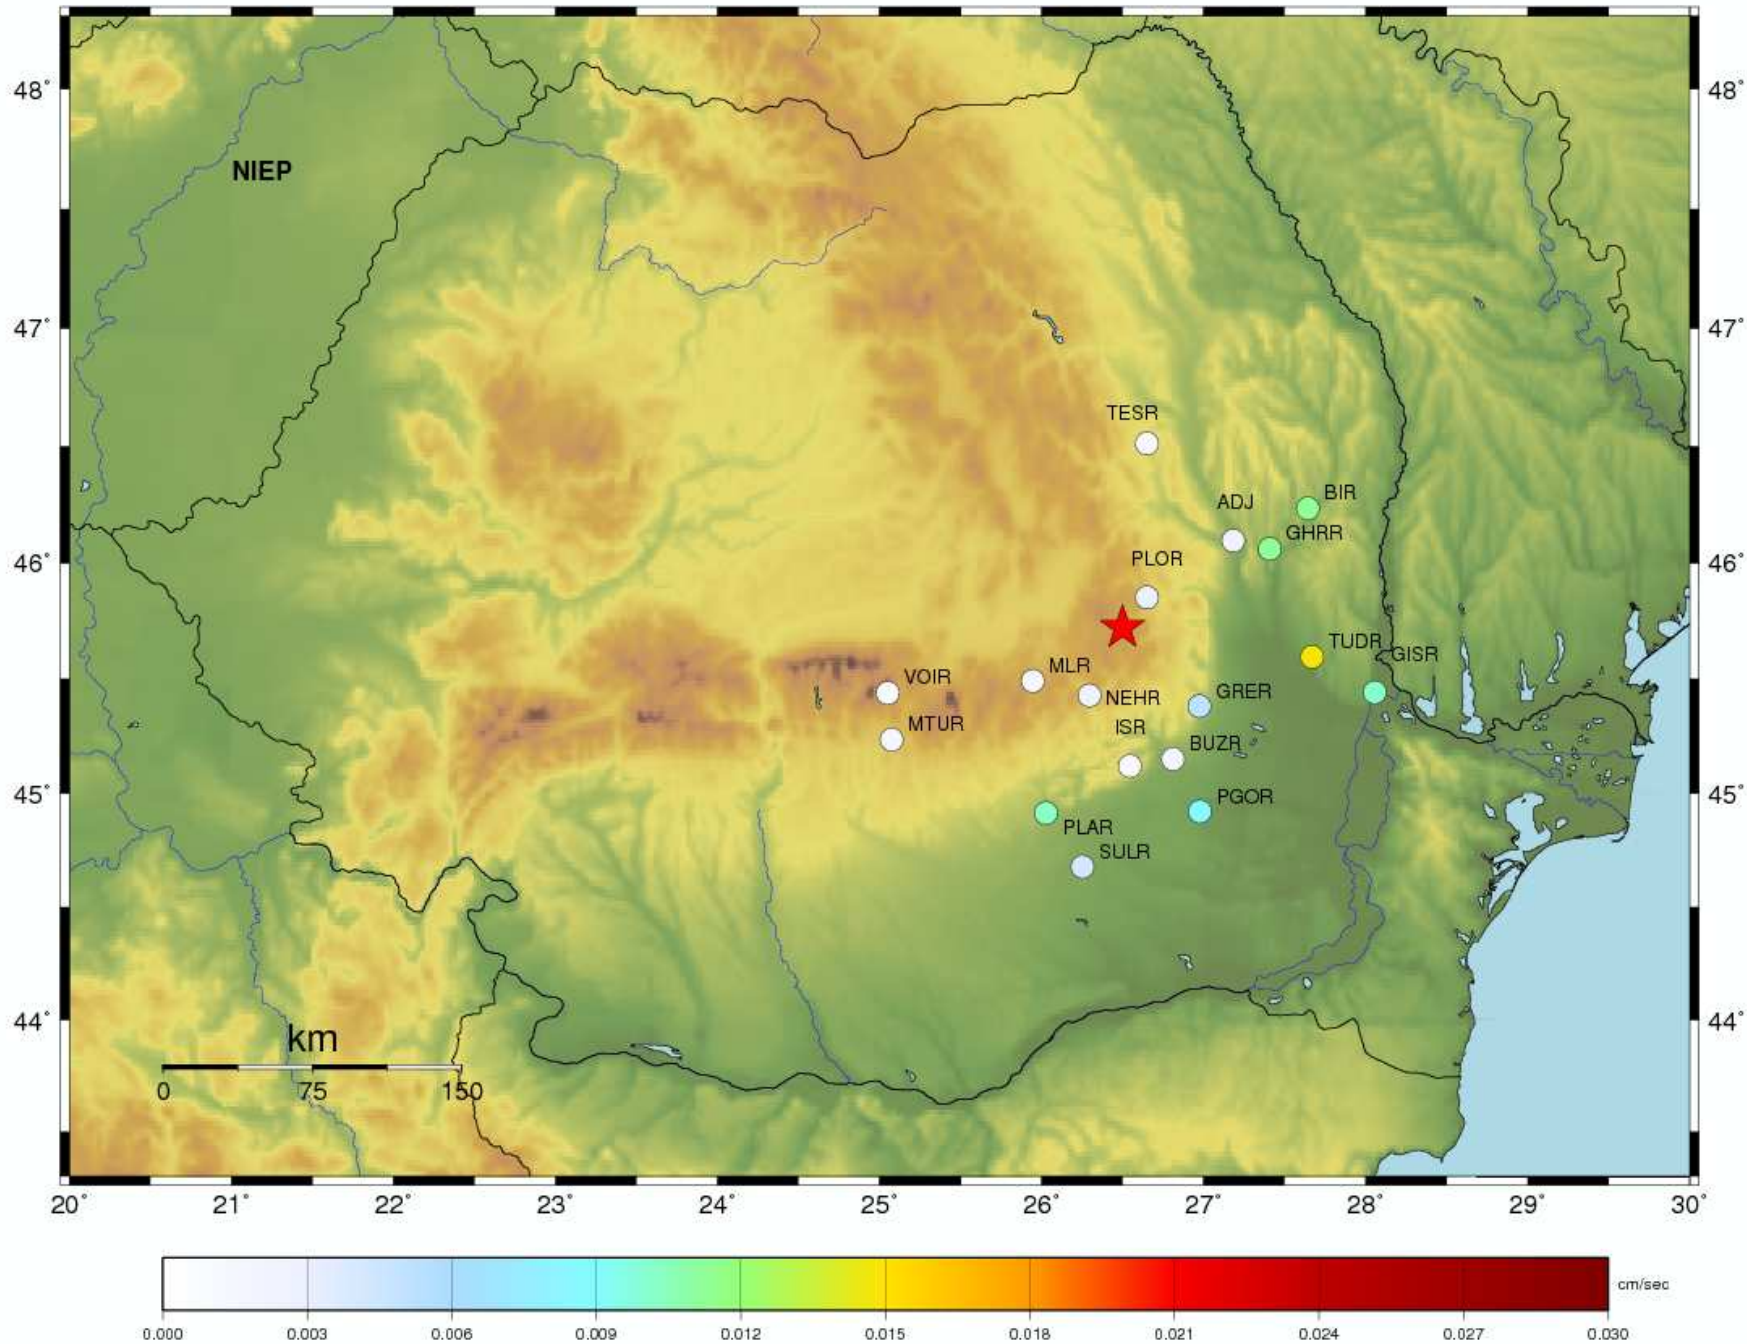 48°
48°
NIEP
47°
47°
TESR
BIR
ADJ
GHRR
46°
PLOR
46°
TUDR
GISR
MLR
VOIR
GRER
NEHR
MTUR
ISR
BUZR
45°
45°
PGOR
PLAR
SULR
44°
44°
km
0 75 150
20° 21° 22° 23° 24° 25° 26° 27° 28° 29° 30°
cm/sec
0.000 0.003 0.006 0.009 0.012 0.015 0.018 0.021 0.024 0.027 0.030